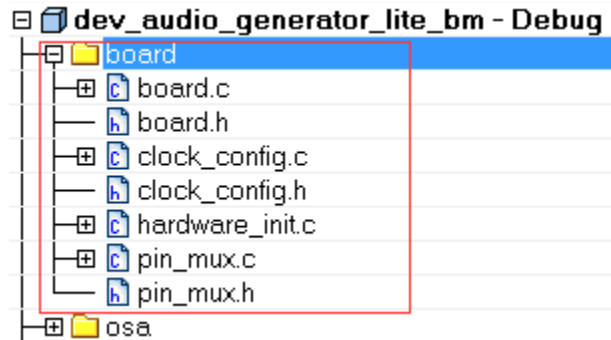 dev_audio_generator_lite_bm - Debug
board
board.c
board.h
clock_config.c
clock_config.h
hardware_init.c
pin_mux.c
pin_mux.h
osa